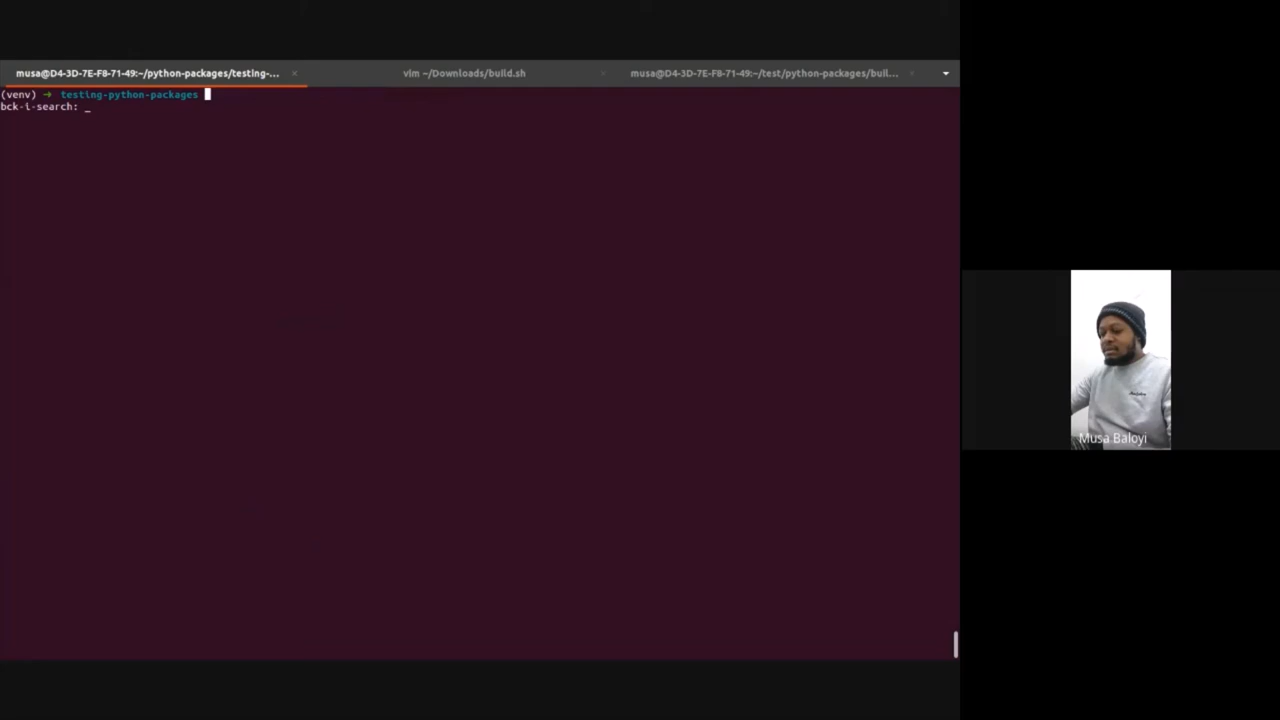 musa@D4-3D-7E-F8-71-49:~/python-packages/testing-... × vim ~/Downloads/build.sh × musa@D4-3D-7E-F8-71-49:~/test/python-packages/buil... ×
(venv) → testing-python-packages
bck-i-search: _
Musa Baloyi